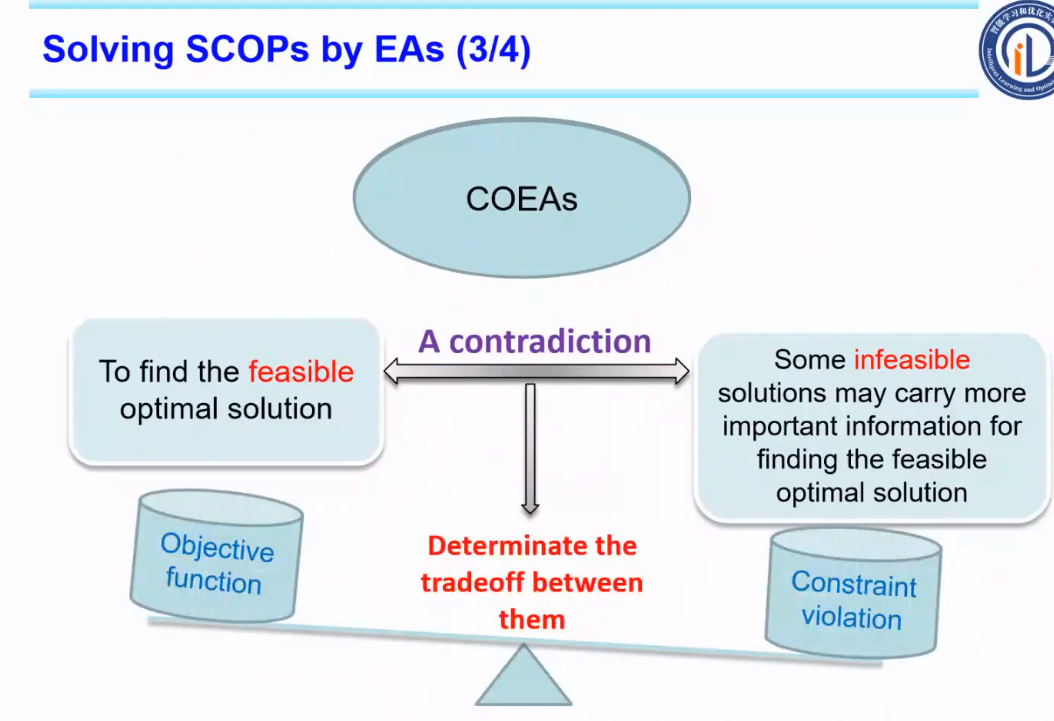 Solving SCOPs by EAs (3/4)
COEAs
A contradiction
To find the feasible
optimal solution
Some infeasible
solutions may carry more
important information for
finding the feasible
optimal solution
Objective
function
Determinate the
tradeoff between
them
Constraint
violation